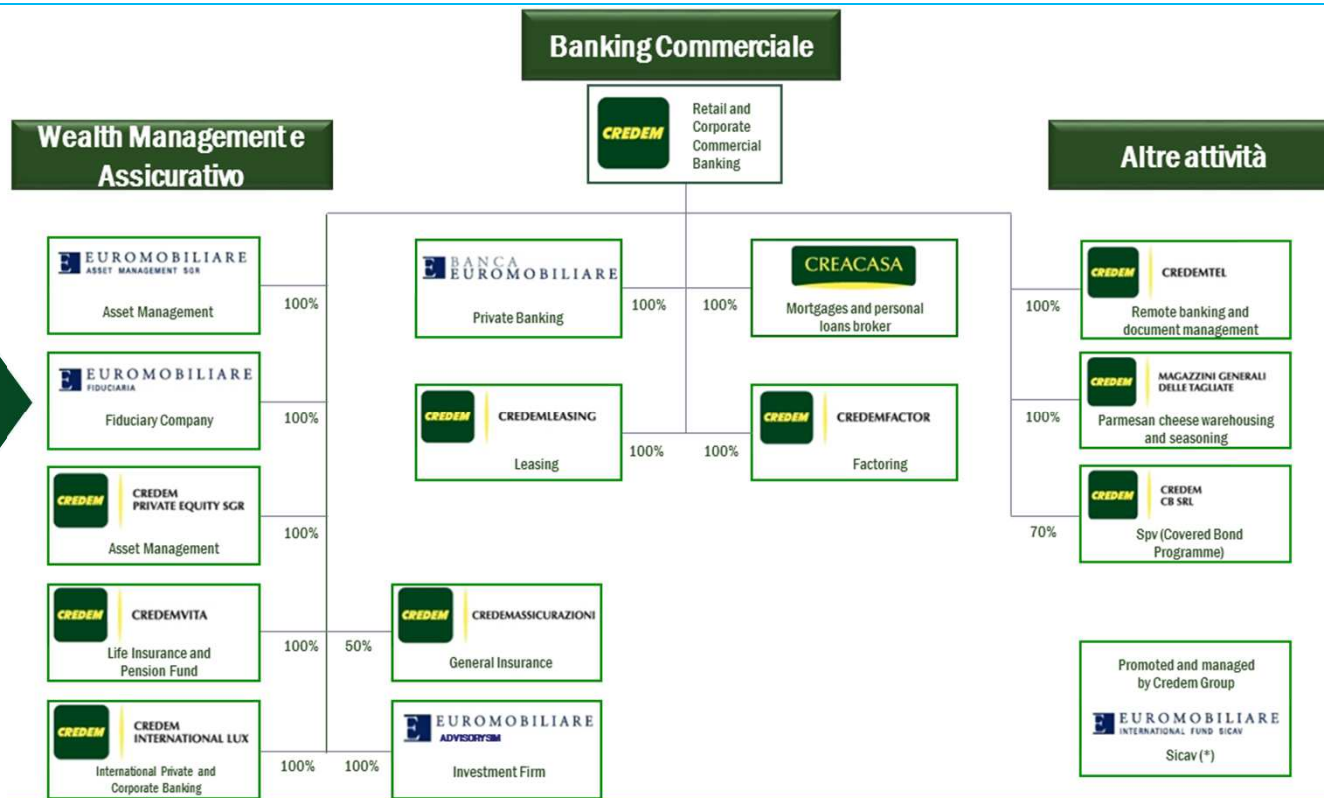 Banking Commerciale
CREDEM
Retail and
Corporate
Commercial
Banking
Wealth Management e
Assicurativo
Altre attività
E EUROMOBILIARE
ASSET MANAGEMENT SGR
Asset Management
100%
E EUROMOBILIARE
FIDUCIARIA
Fiduciary Company
100%
CREDEM
CREDEM
PRIVATE EQUITY SGR
Asset Management
100%
CREDEM
CREDEMVITA
Life Insurance and
Pension Fund
100%
CREDEM
CREDEM
INTERNATIONAL LUX
International Private and
Corporate Banking
100%
50%
CREDEM
CREDEMASSICURAZIONI
General Insurance
100%
E EUROMOBILIARE
ADVISORYSIM
Investment Firm
E BANCA
EUROMOBILIARE
Private Banking
100%
100%
CREACASA
Mortgages and personal
loans broker
CREDEM
CREDEMLEASING
Leasing
100%
100%
CREDEM
CREDEMFACTOR
Factoring
100%
CREDEM
CREDEMTEL
Remote banking and
document management
100%
CREDEM
MAGAZZINI GENERALI
DELLE TAGLIATE
Parmesan cheese warehousing
and seasoning
70%
CREDEM
CREDEM
CB SRL
Spv (Covered Bond
Programme)
Promoted and managed
by Credem Group
E EUROMOBILIARE
INTERNATIONAL FUND SICAV
Sicav (*)